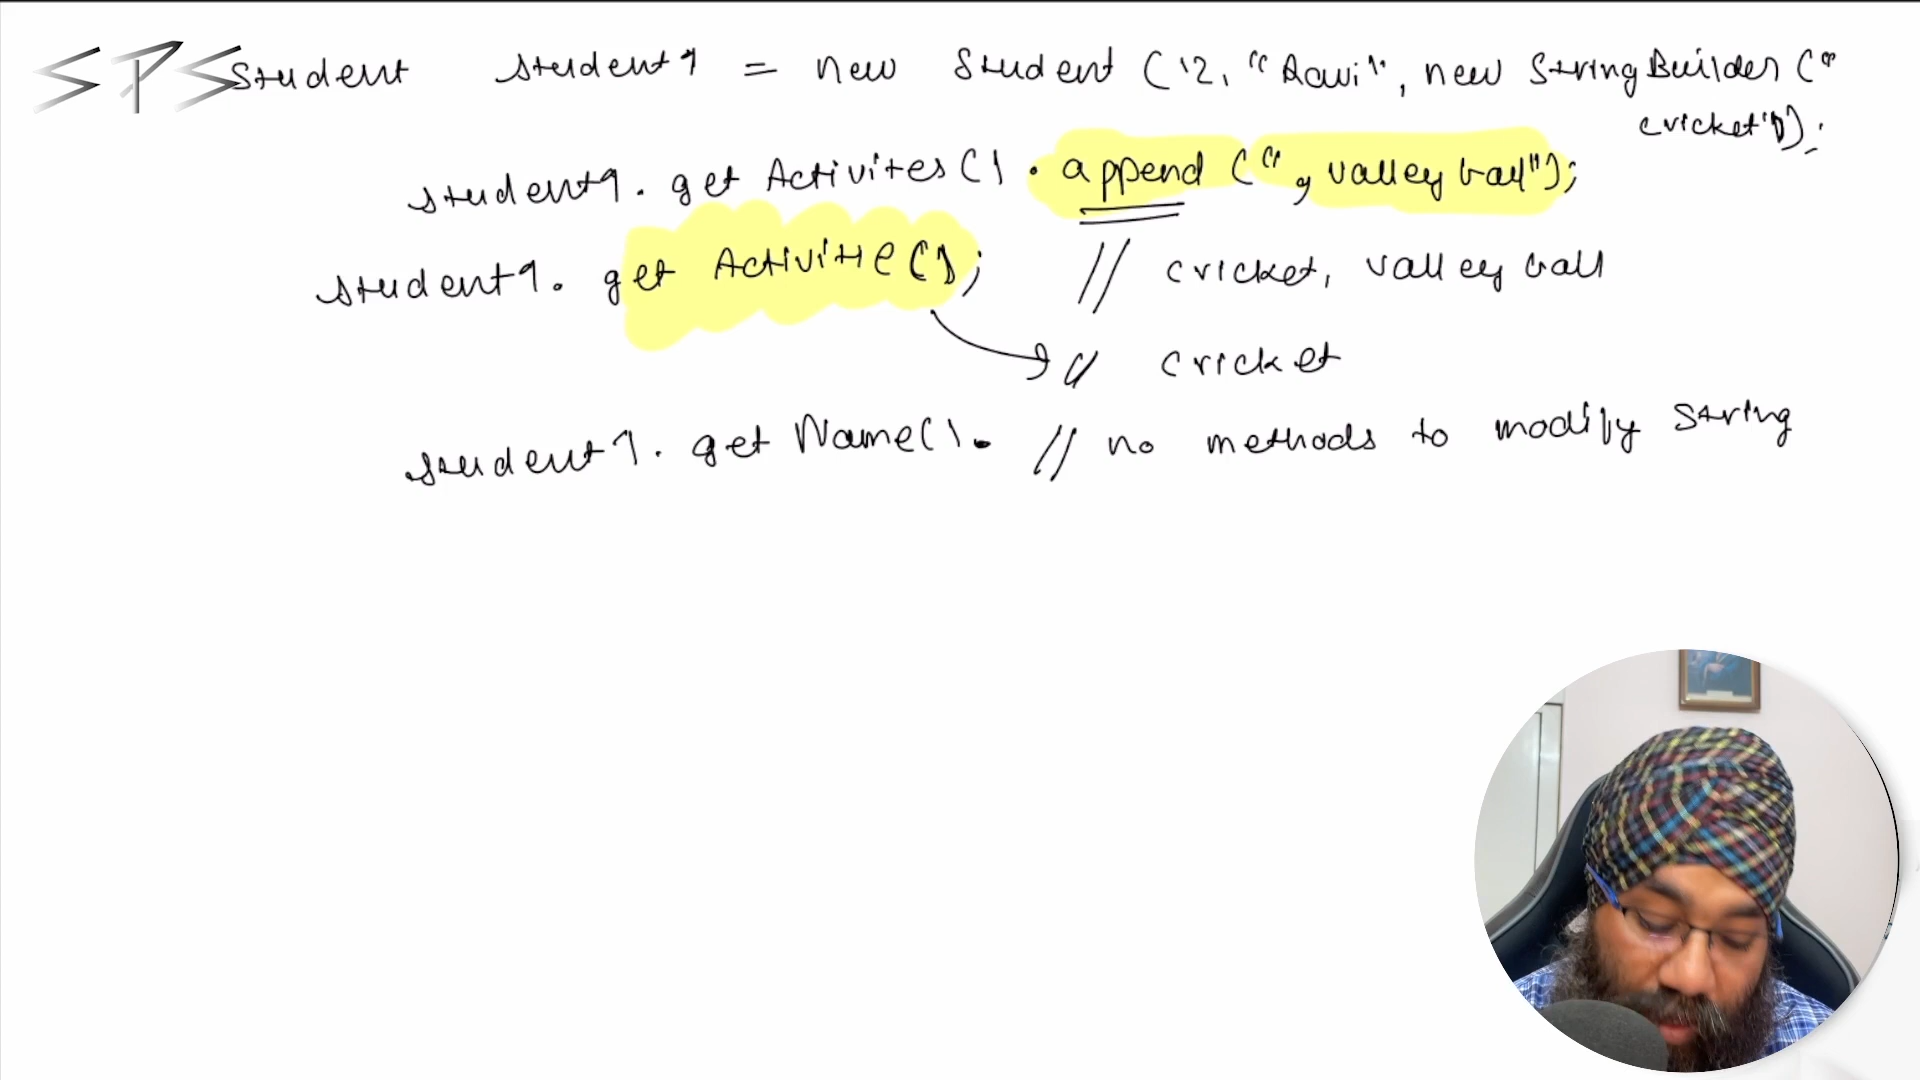 SPS
Student student1 = new Student (12, "Ravi", new StringBuilder("
cricket"));
student1. get Activites() . append (" , valley ball");
student1. get Activitie(); // cricket, valley ball
// cricket
student1. get Name(). // no methods to modify String